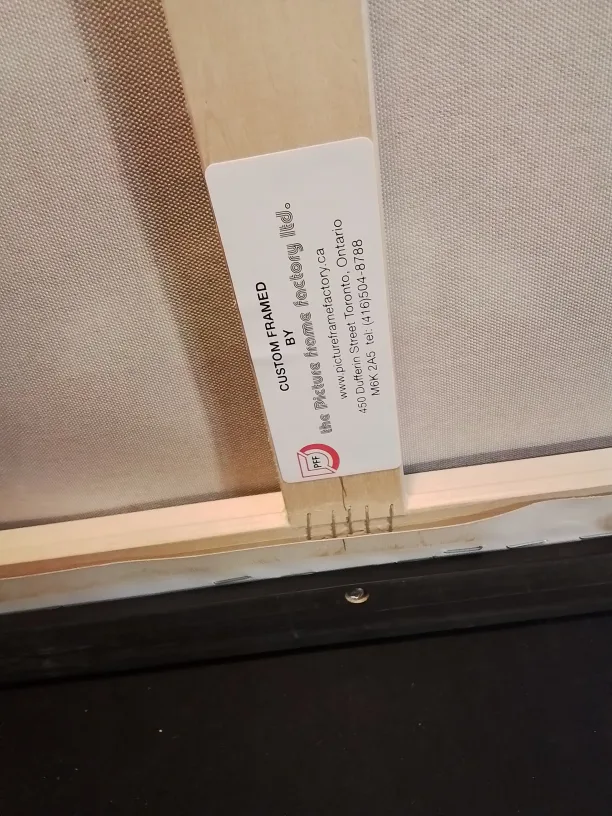 CUSTOM FRAMED
BY
the Picture frame factory ltd.
www.pictureframefactory.ca
450 Dufferin Street Toronto, Ontario
M6K 2A5 tel: (416)504-8788
PFF